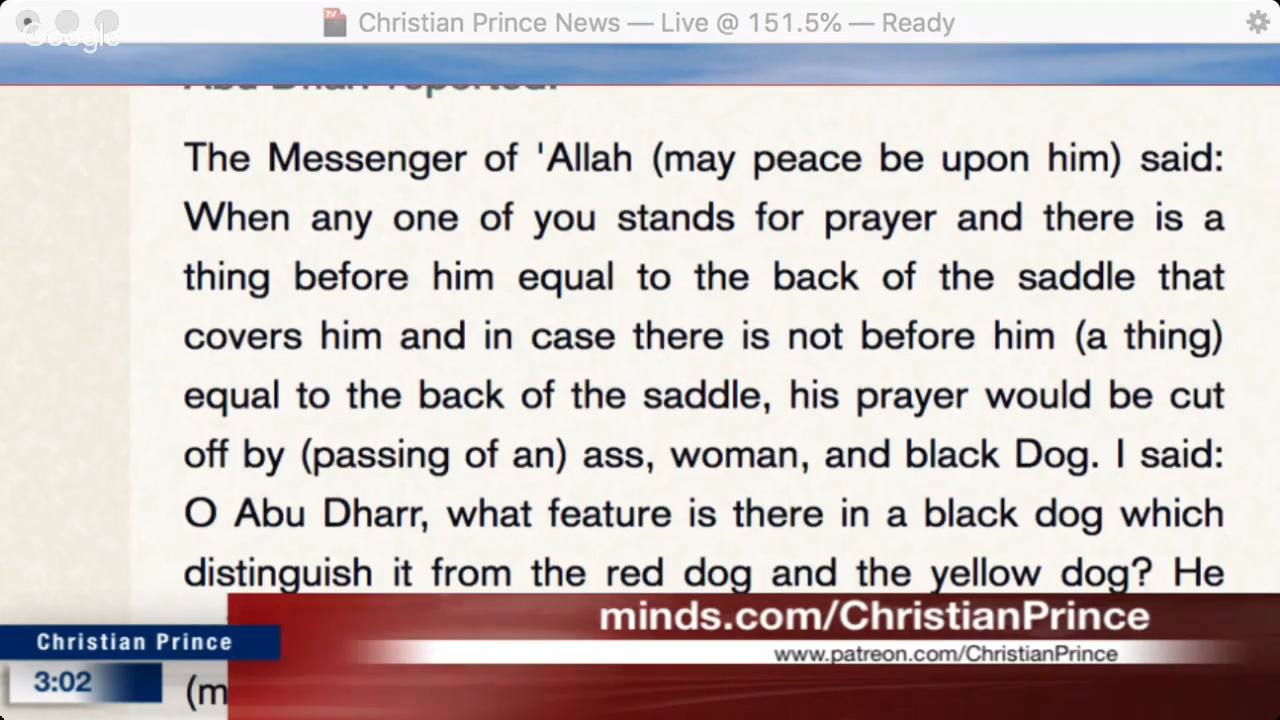 Christian Prince News — Live @ 151.5% — Ready
Google
Abu Dharr reported:
The Messenger of 'Allah (may peace be upon him) said:
When any one of you stands for prayer and there is a
thing before him equal to the back of the saddle that
covers him and in case there is not before him (a thing)
equal to the back of the saddle, his prayer would be cut
off by (passing of an) ass, woman, and black Dog. I said:
O Abu Dharr, what feature is there in a black dog which
distinguish it from the red dog and the yellow dog? He
minds.com/ChristianPrince
Christian Prince
www.patreon.com/ChristianPrince
3:02
(m